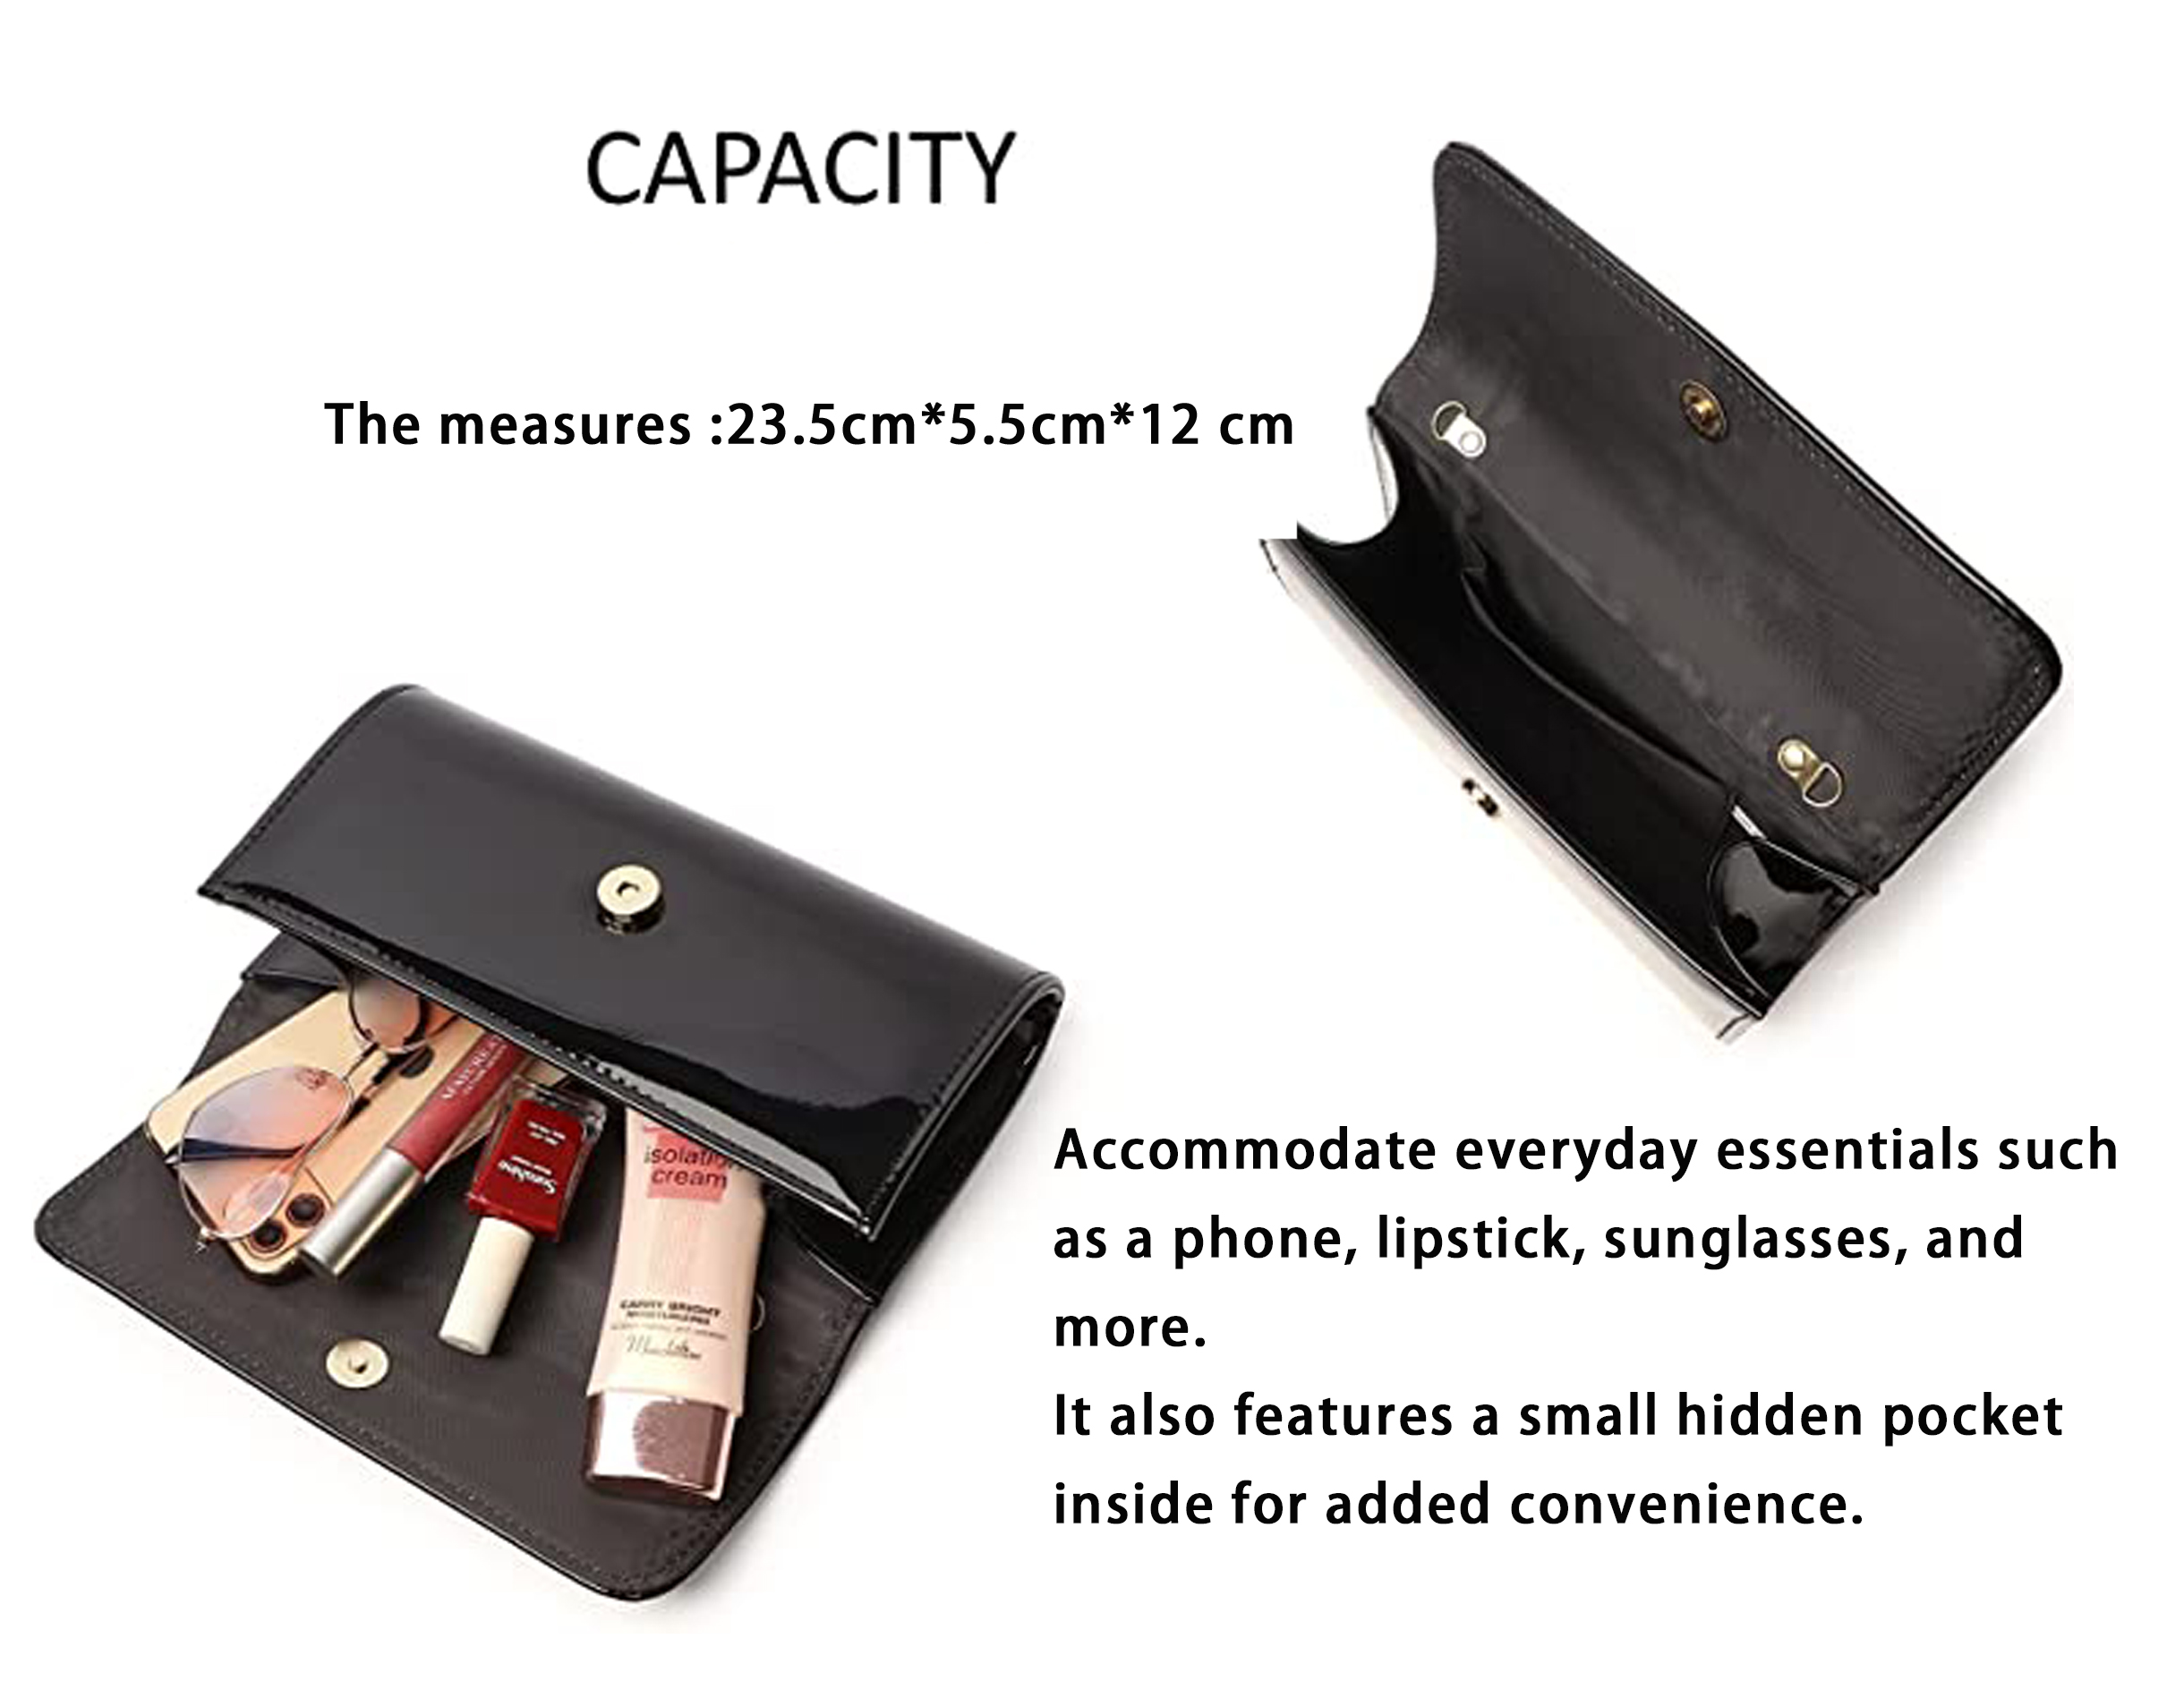 CAPACITY
The measures :23.5cm*5.5cm*12 cm
isolation
cream
Sunshine
Accommodate everyday essentials such
as a phone, lipstick, sunglasses, and
more.
It also features a small hidden pocket
inside for added convenience.